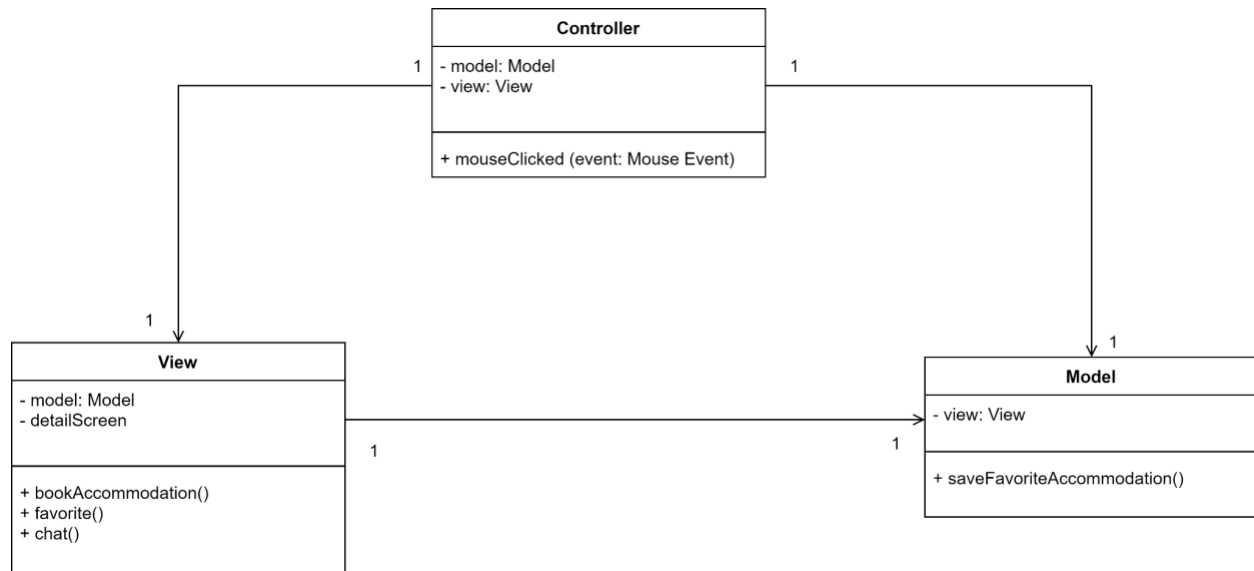 Controller
1
- model: Model
- view: View
1
+ mouseClicked (event: Mouse Event)
1
1
View
- model: Model
- detailScreen
1
1
+ bookAccommodation()
+ favorite()
+ chat()
Model
- view: View
+ saveFavoriteAccommodation()